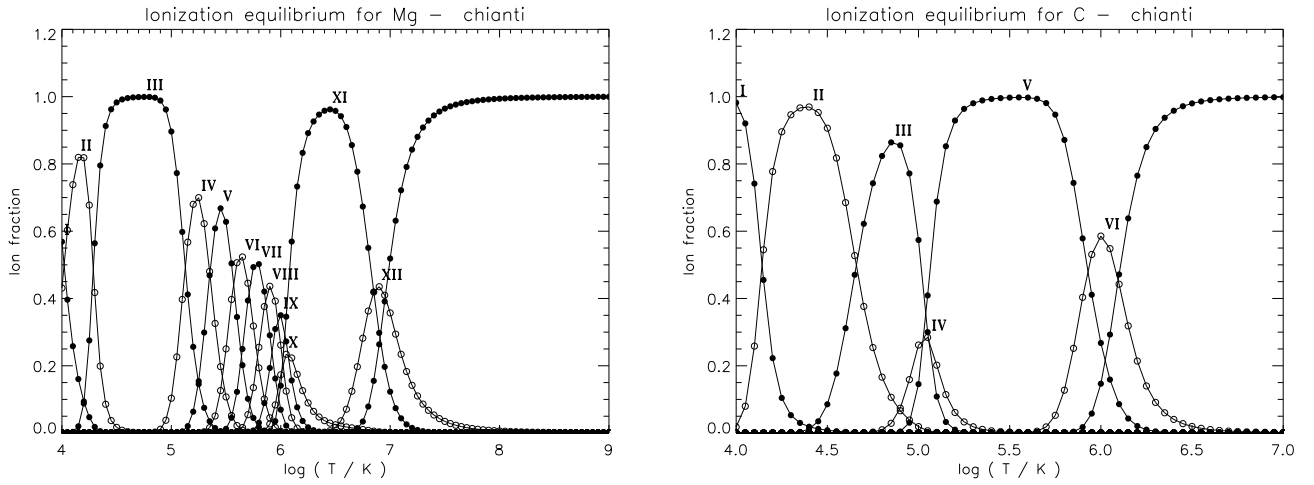 Ionization equilibrium for Mg – chianti
1.2
1.0
0.8
0.6
0.4
0.2
0.0
Ion fraction
I
II
III
IV
V
VI
VII
VIII
IX
X
XI
XII
4
5
6
7
8
9
log ( T / K )
Ionization equilibrium for C – chianti
1.2
1.0
0.8
0.6
0.4
0.2
0.0
Ion fraction
I
II
III
IV
V
VI
4.0
4.5
5.0
5.5
6.0
6.5
7.0
log ( T / K )